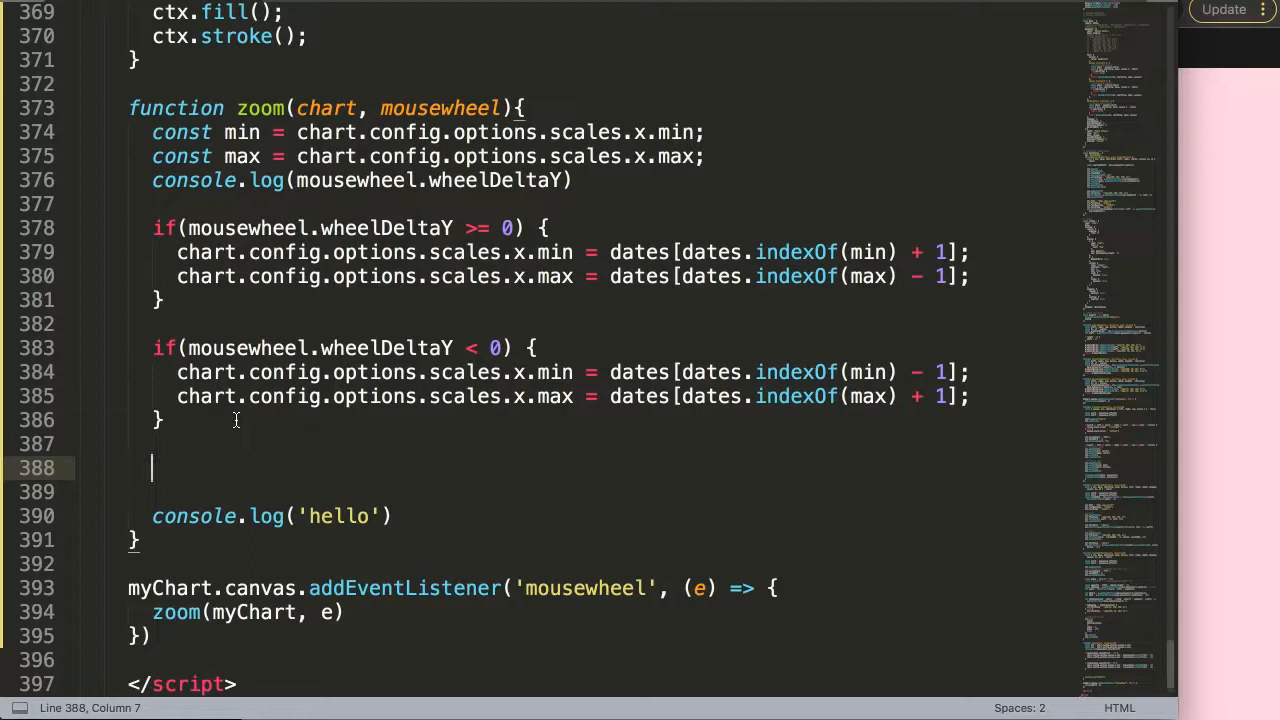 Update
369 ctx.fill();
370 ctx.stroke();
371 }
372
373 function zoom(chart, mousewheel){
374 const min = chart.config.options.scales.x.min;
375 const max = chart.config.options.scales.x.max;
376 console.log(mousewheel.wheelDeltaY)
377
378 if(mousewheel.wheelDeltaY >= 0) {
379 chart.config.options.scales.x.min = dates[dates.indexOf(min) + 1];
380 chart.config.options.scales.x.max = dates[dates.indexOf(max) - 1];
381 }
382
383 if(mousewheel.wheelDeltaY < 0) {
384 chart.config.options.scales.x.min = dates[dates.indexOf(min) - 1];
385 chart.config.options.scales.x.max = dates[dates.indexOf(max) + 1];
386 }
387
388
389
390 console.log('hello')
391 }
392
393 myChart.canvas.addEventListener('mousewheel', (e) => {
394 zoom(myChart, e)
395 })
396
397 </script>
Line 388, Column 7 Spaces: 2 HTML